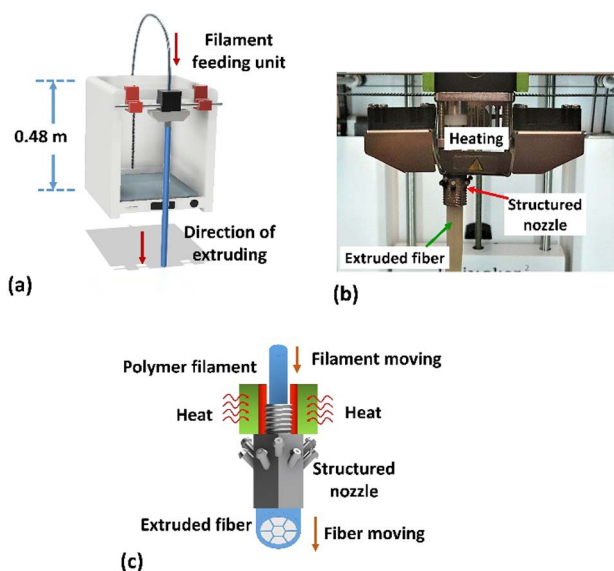 Filament
feeding unit
0.48 m
Direction of
extruding
(a)
Heating
Structured
nozzle
Extruded fiber
(b)
Polymer filament
Filament moving
Heat
Heat
Structured
nozzle
Extruded fiber
Fiber moving
(c)